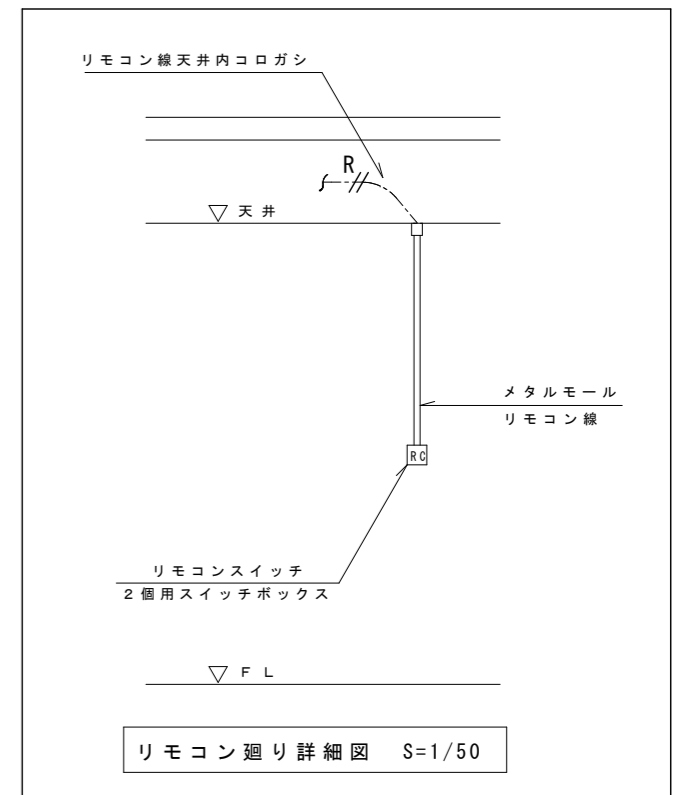 リモコン線天井内コロガシ
R
▽ 天井
メタルモール
リモコン線
RC
リモコンスイッチ
2個用スイッチボックス
▽ FL
リモコン廻り詳細図 S=1/50